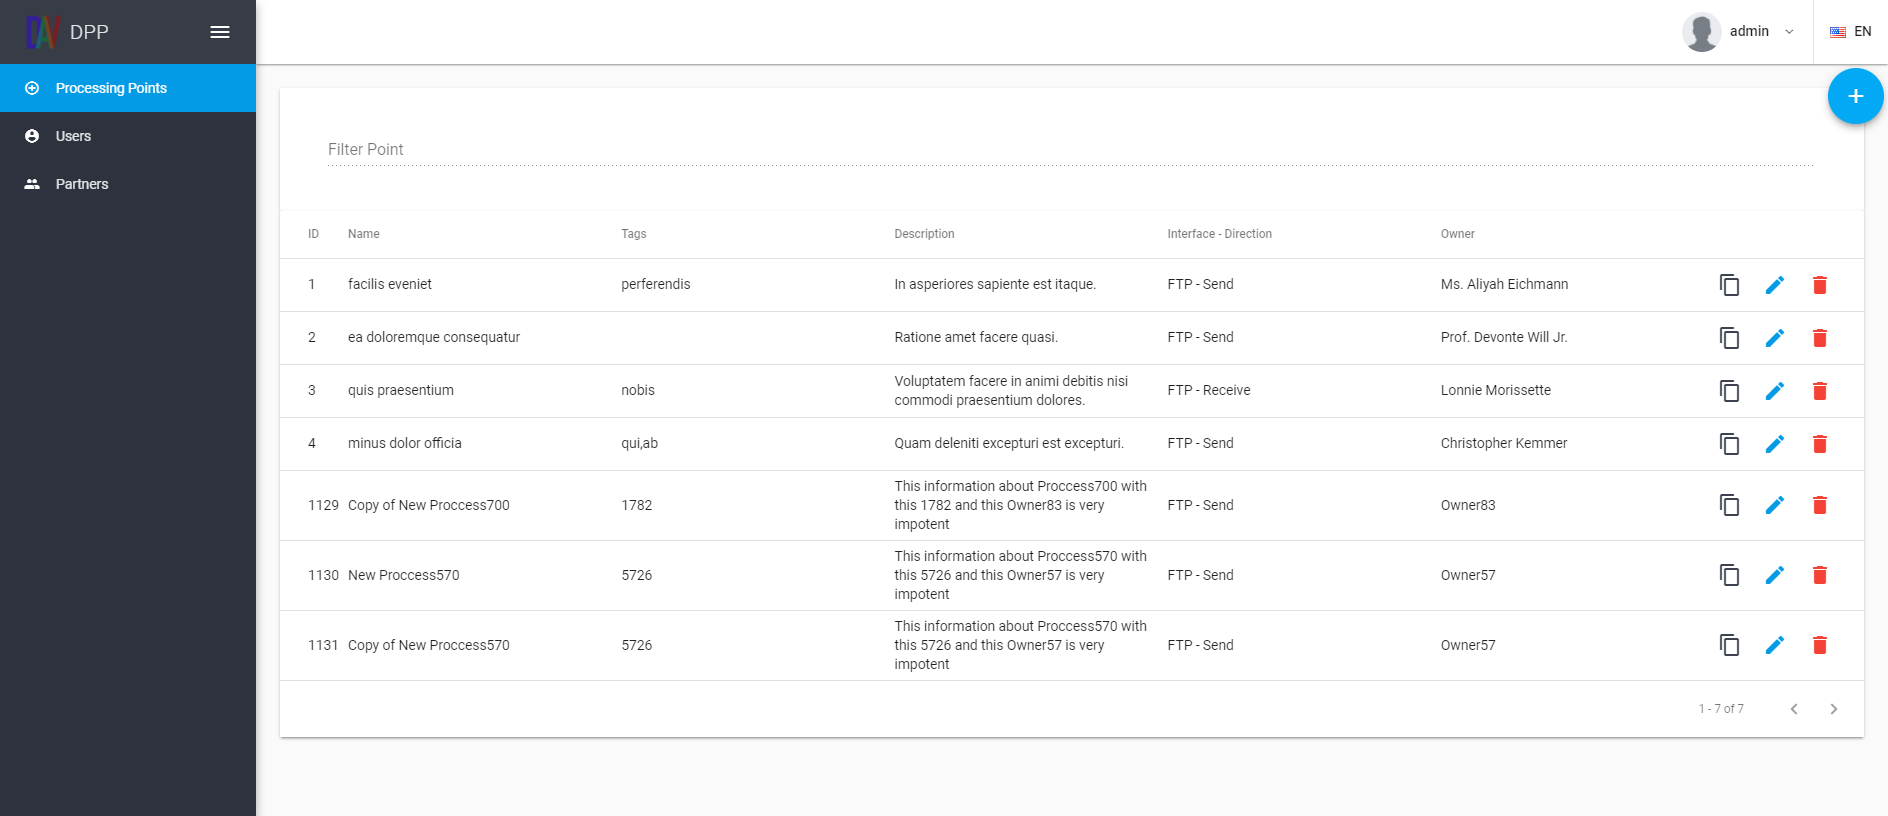 DAV DPP
admin
EN
Processing Points
Users
Partners
Filter Point
ID Name Tags Description Interface - Direction Owner
1 facilis eveniet perferendis In asperiores sapiente est itaque. FTP - Send Ms. Aliyah Eichmann
2 ea doloremque consequatur Ratione amet facere quasi. FTP - Send Prof. Devonte Will Jr.
3 quis praesentium nobis Voluptatem facere in animi debitis nisi
commodi praesentium dolores. FTP - Receive Lonnie Morissette
4 minus dolor officia qui,ab Quam deleniti excepturi est excepturi. FTP - Send Christopher Kemmer
1129 Copy of New Proccess700 1782 This information about Proccess700 with
this 1782 and this Owner83 is very
impotent FTP - Send Owner83
1130 New Proccess570 5726 This information about Proccess570 with
this 5726 and this Owner57 is very
impotent FTP - Send Owner57
1131 Copy of New Proccess570 5726 This information about Proccess570 with
this 5726 and this Owner57 is very
impotent FTP - Send Owner57
1 - 7 of 7